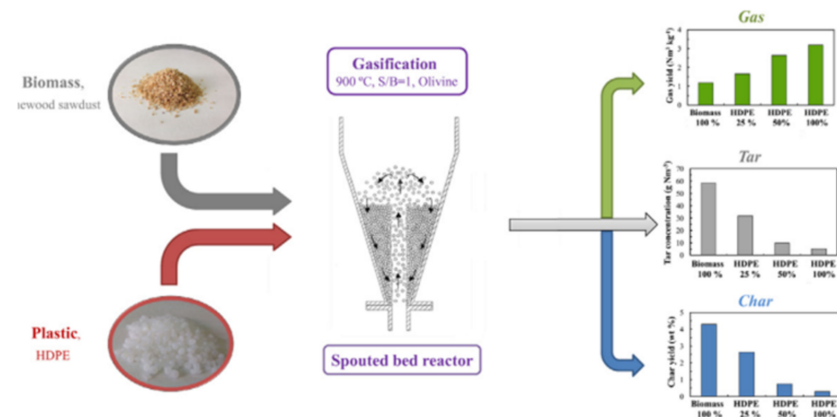 Biomass,
sawdust
Plastic,
HDPE
Gasification
900 ºC, S/B=1, Olivine
Spouted bed reactor
Gas
Gas yield (Nm³ kg⁻¹)
4
3
2
1
0
Biomass HDPE HDPE HDPE
100 % 25 % 50% 100%
Tar
Tar concentration (g Nm⁻³)
70
60
50
40
30
20
10
0
Biomass HDPE HDPE HDPE
100 % 25 % 50% 100%
Char
Char yield (wt %)
5
4
3
2
1
0
Biomass HDPE HDPE HDPE
100 % 25 % 50% 100%